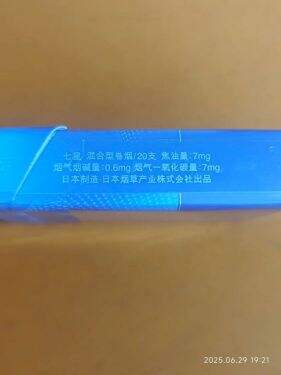 七星 混合型卷烟/20支 焦油量:7mg
烟气烟碱量:0.6mg 烟气一氧化碳量:7mg
日本制造 日本烟草产业株式会社出品
2025.06.29 19:21